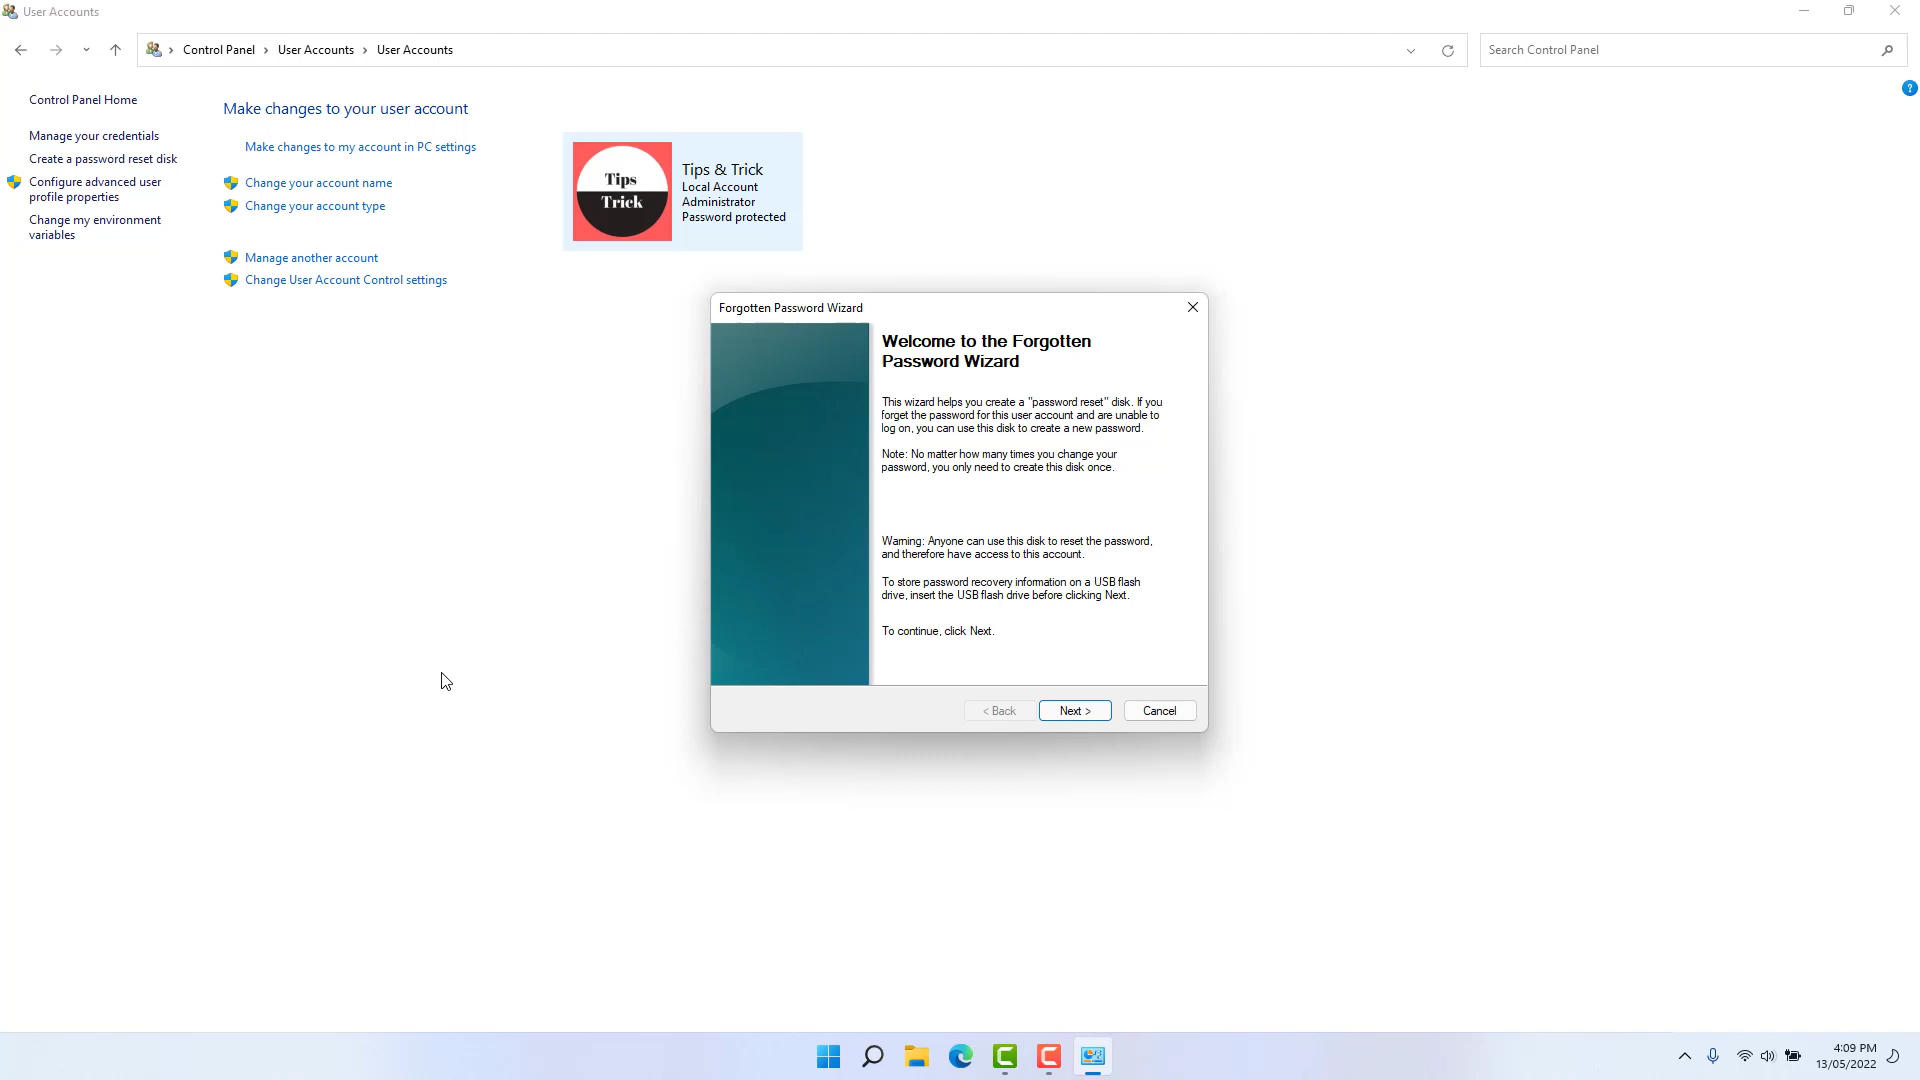 User Accounts
Control Panel
User Accounts
User Accounts
Search Control Panel
Control Panel Home
Manage your credentials
Create a password reset disk
Configure advanced user
profile properties
Change my environment
variables
Make changes to your user account
Make changes to my account in PC settings
Change your account name
Change your account type
Manage another account
Change User Account Control settings
Tips
Trick
Tips & Trick
Local Account
Administrator
Password protected
?
Forgotten Password Wizard
Welcome to the Forgotten
Password Wizard
This wizard helps you create a "password reset" disk. If you
forget the password for this user account and are unable to
log on, you can use this disk to create a new password.
Note: No matter how many times you change your
password, you only need to create this disk once.
Warning: Anyone can use this disk to reset the password,
and therefore have access to this account.
To store password recovery information on a USB flash
drive, insert the USB flash drive before clicking Next.
To continue, click Next.
< Back
Next >
Cancel
4:09 PM
13/05/2022